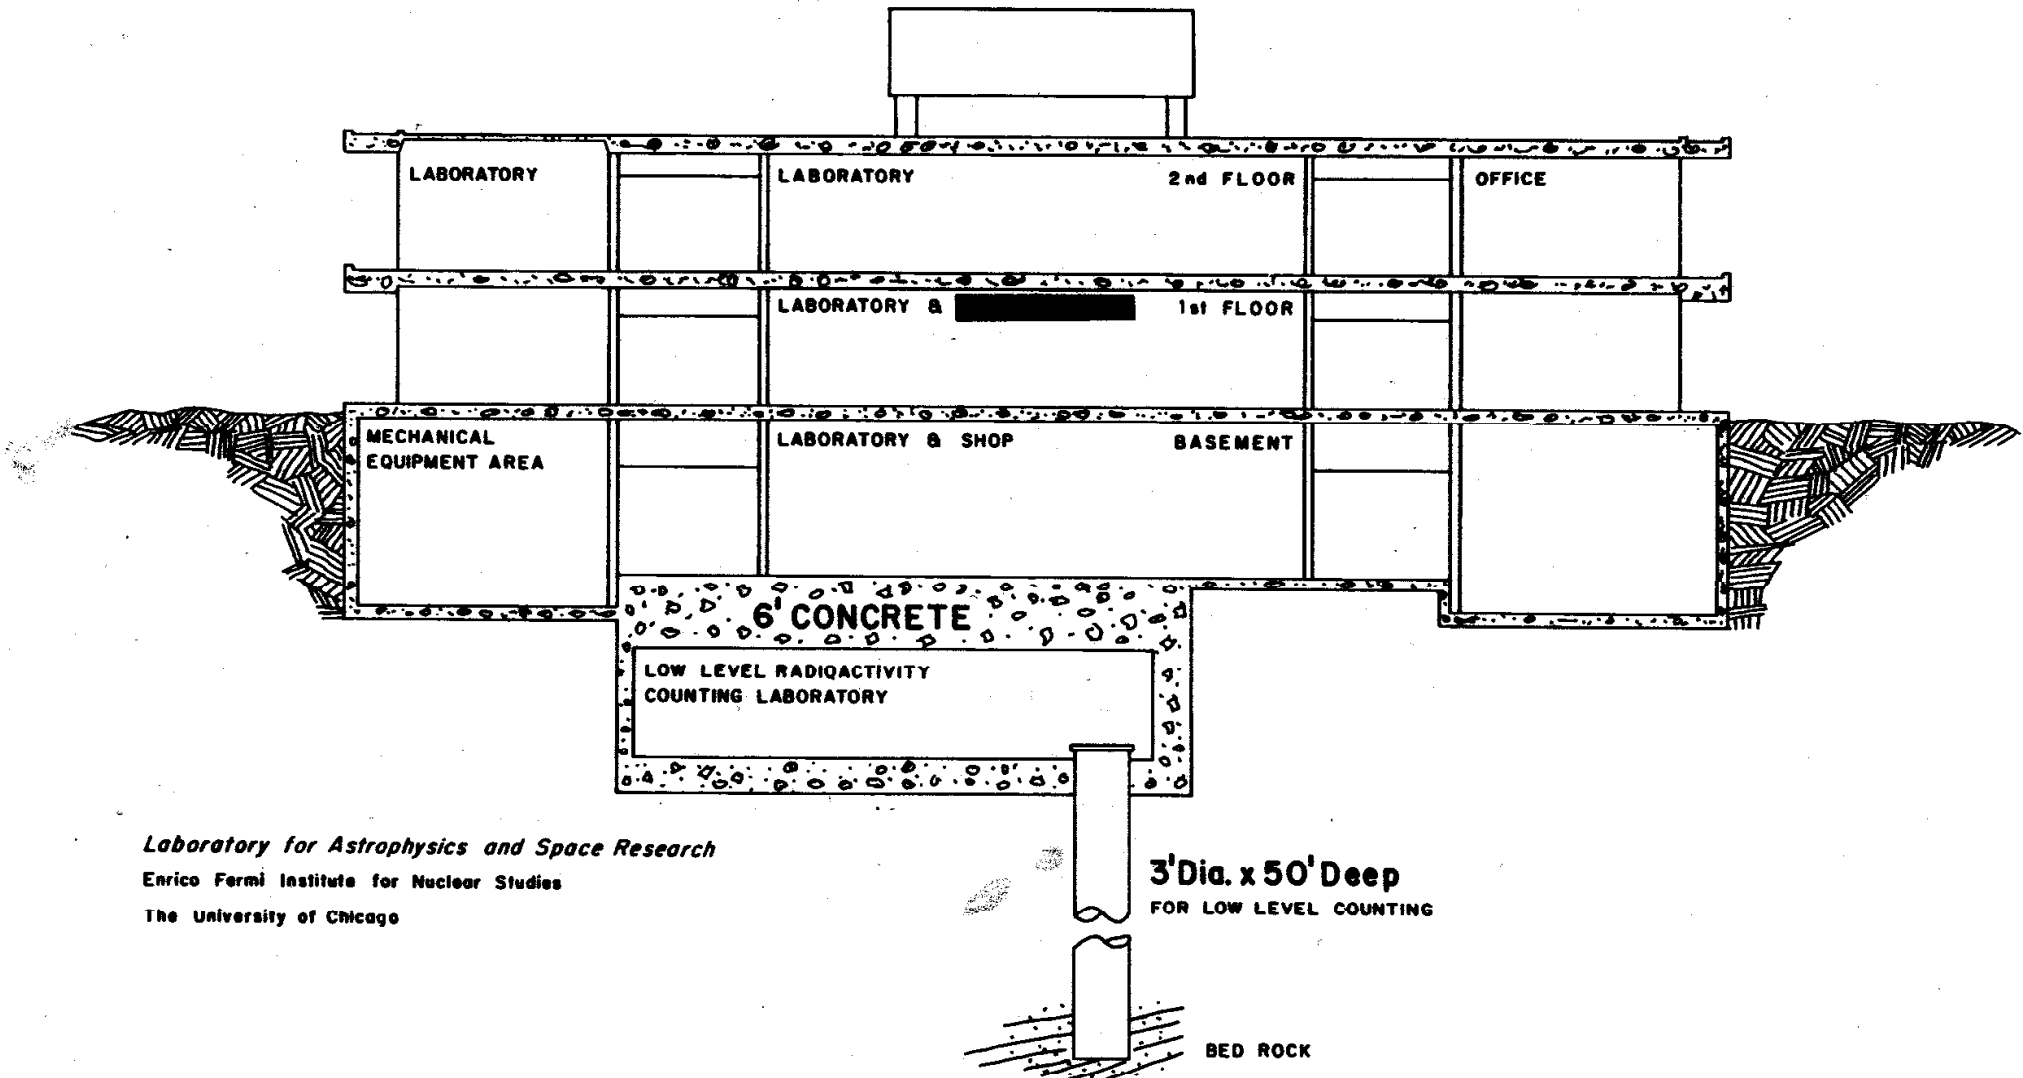 LABORATORY
LABORATORY 2nd FLOOR
OFFICE
LABORATORY & 1st FLOOR
MECHANICAL
EQUIPMENT AREA
LABORATORY & SHOP BASEMENT
6' CONCRETE
LOW LEVEL RADIOACTIVITY
COUNTING LABORATORY
Laboratory for Astrophysics and Space Research
Enrico Fermi Institute for Nuclear Studies
The University of Chicago
3' Dia. x 50' Deep
FOR LOW LEVEL COUNTING
BED ROCK